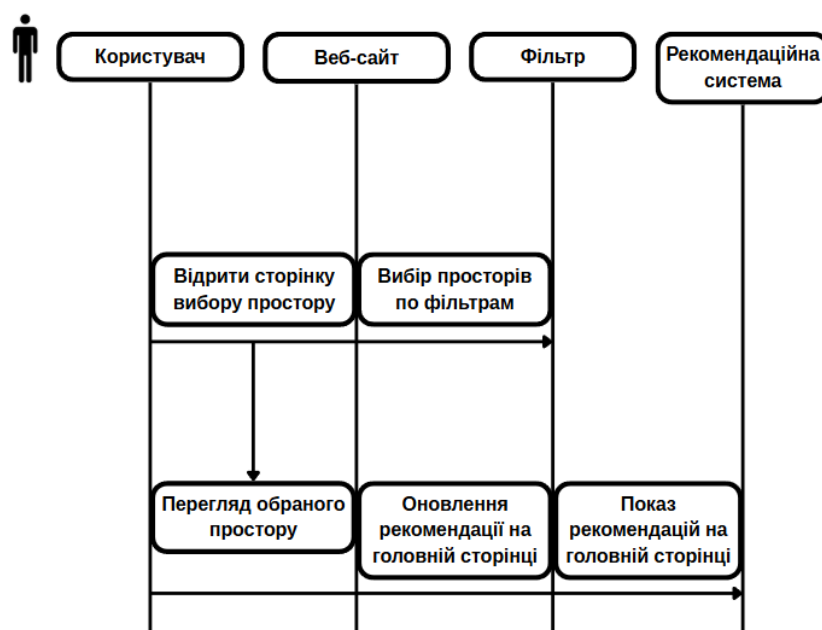 Користувач
Веб-сайт
Фільтр
Рекомендаційна
система
Відрити сторінку
вибору простору
Вибір просторів
по фільтрам
Перегляд обраного
простору
Оновлення
рекомендації на
головній сторінці
Показ
рекомендацій на
головній сторінці